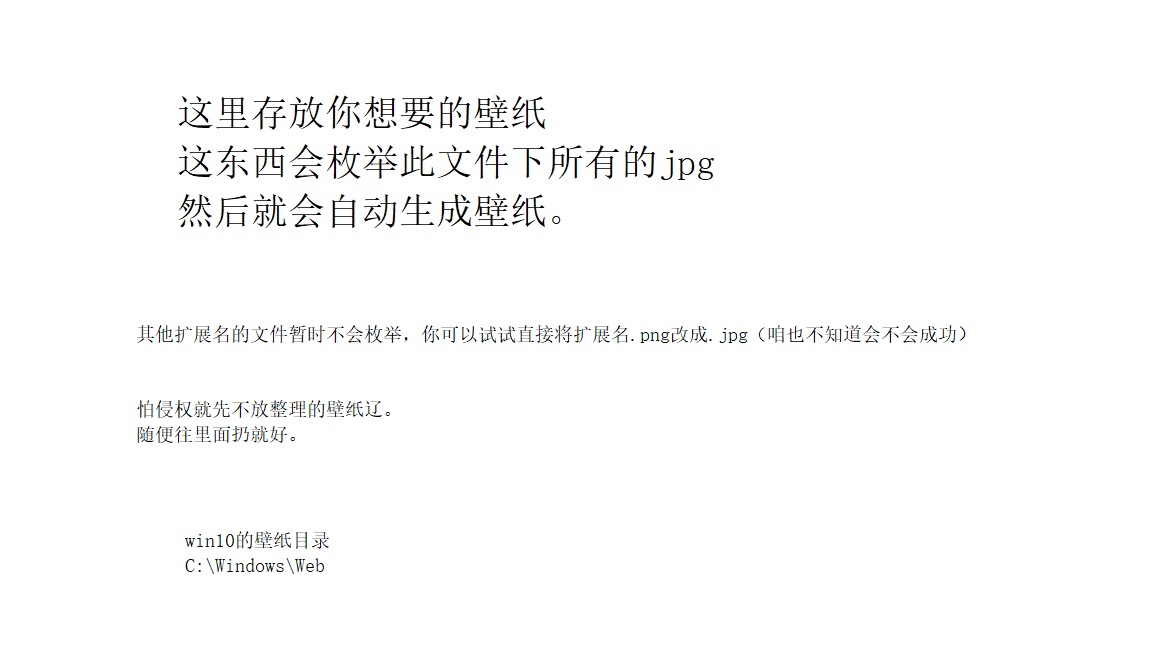 这里存放你想要的壁纸
这东西会枚举此文件下所有的jpg
然后就会自动生成壁纸。
其他扩展名的文件暂时不会枚举，你可以试试直接将扩展名.png改成.jpg（咱也不知道会不会成功）
怕侵权就先不放整理的壁纸辽。
随便往里面扔就好。
win10的壁纸目录
C:\Windows\Web